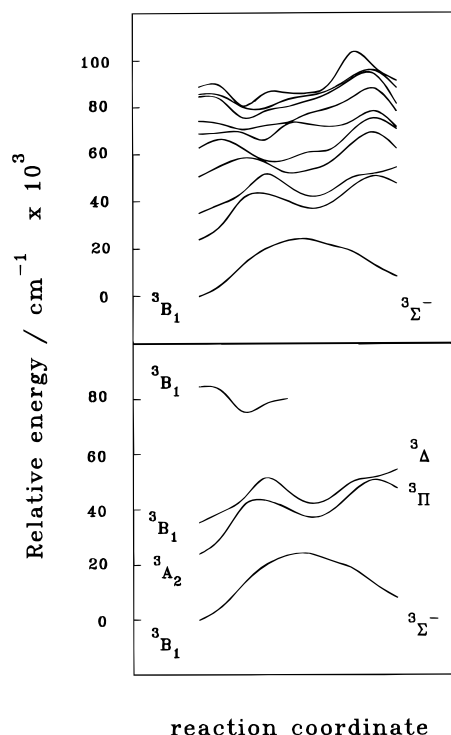 Relative energy / cm⁻¹ x 10³
100
80
60
40
20
0
³B₁
³Σ⁻
³B₁
80
60
40
20
0
³Δ
³Π
³B₁
³A₂
³Σ⁻
³B₁
reaction coordinate